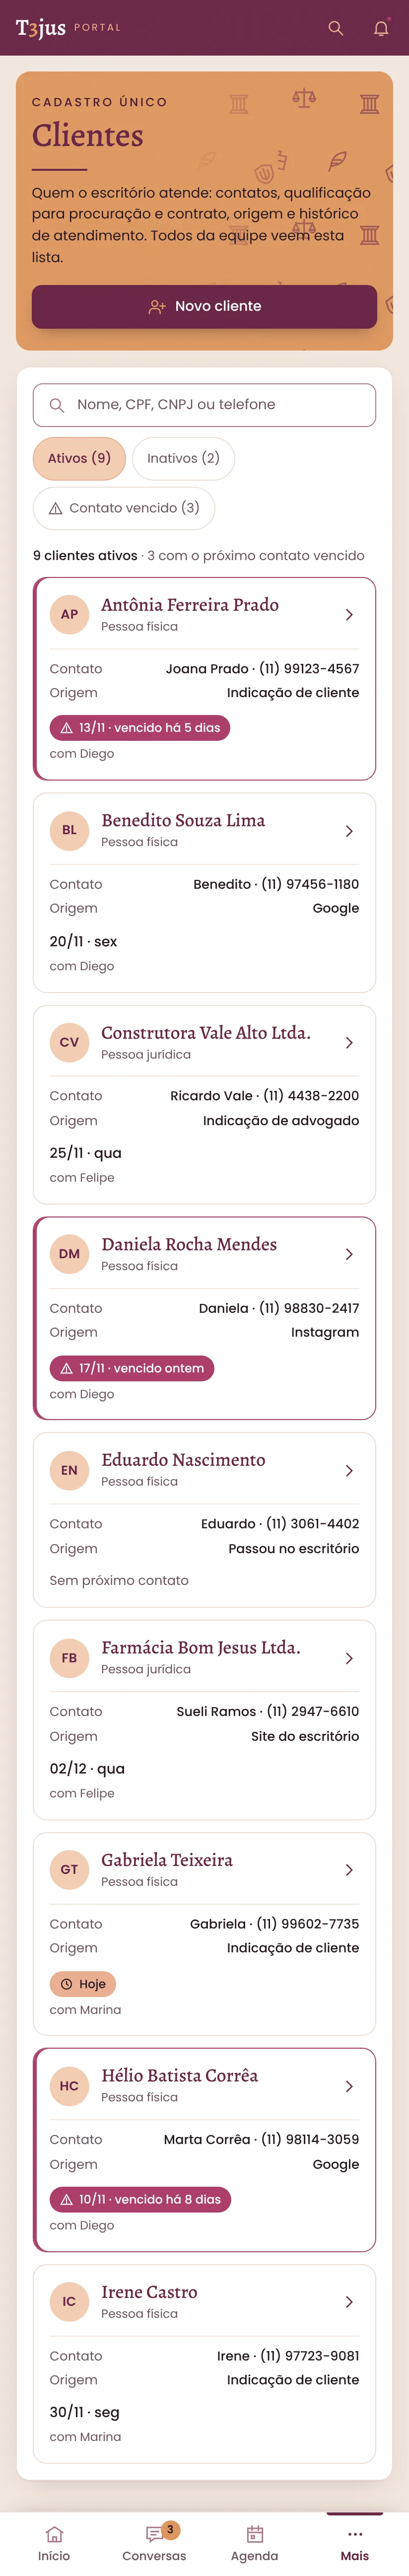 T3jus PORTAL
CADASTRO ÚNICO
Clientes
Quem o escritório atende: contatos, qualificação
para procuração e contrato, origem e histórico
de atendimento. Todos da equipe veem esta
lista.
Novo cliente
Nome, CPF, CNPJ ou telefone
Ativos (9) Inativos (2)
Contato vencido (3)
9 clientes ativos · 3 com o próximo contato vencido
AP Antônia Ferreira Prado
Pessoa física
Contato Joana Prado · (11) 99123-4567
Origem Indicação de cliente
13/11 · vencido há 5 dias
com Diego
BL Benedito Souza Lima
Pessoa física
Contato Benedito · (11) 97456-1180
Origem Google
20/11 · sex
com Diego
CV Construtora Vale Alto Ltda.
Pessoa jurídica
Contato Ricardo Vale · (11) 4438-2200
Origem Indicação de advogado
25/11 · qua
com Felipe
DM Daniela Rocha Mendes
Pessoa física
Contato Daniela · (11) 98830-2417
Origem Instagram
17/11 · vencido ontem
com Diego
EN Eduardo Nascimento
Pessoa física
Contato Eduardo · (11) 3061-4402
Origem Passou no escritório
Sem próximo contato
FB Farmácia Bom Jesus Ltda.
Pessoa jurídica
Contato Sueli Ramos · (11) 2947-6610
Origem Site do escritório
02/12 · qua
com Felipe
GT Gabriela Teixeira
Pessoa física
Contato Gabriela · (11) 99602-7735
Origem Indicação de cliente
Hoje
com Marina
HC Hélio Batista Corrêa
Pessoa física
Contato Marta Corrêa · (11) 98114-3059
Origem Google
10/11 · vencido há 8 dias
com Diego
IC Irene Castro
Pessoa física
Contato Irene · (11) 97723-9081
Origem Indicação de cliente
30/11 · seg
com Marina
3
Início Conversas Agenda Mais